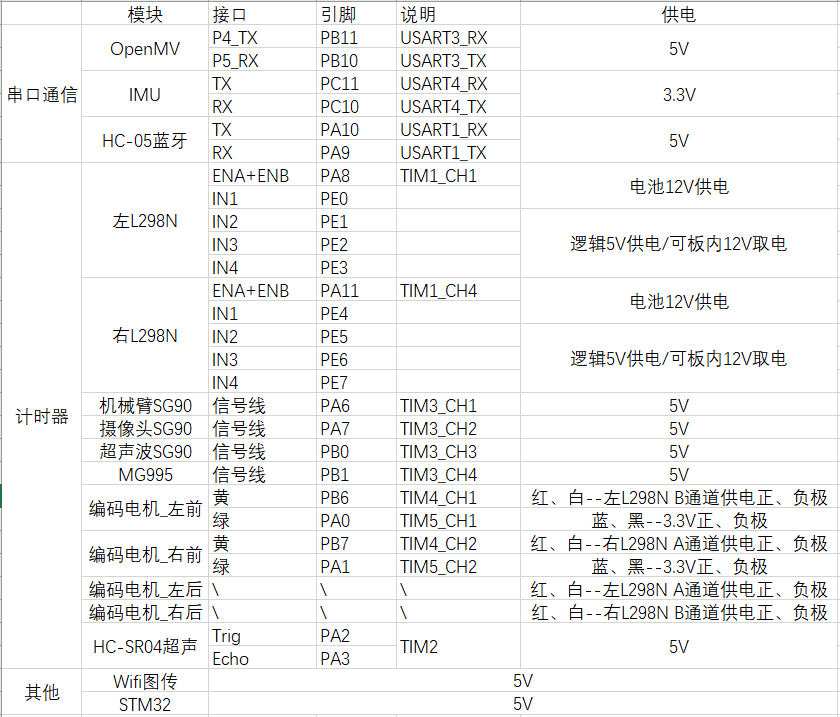 模块 接口 引脚 说明 供电
串口通信 OpenMV P4_TX PB11 USART3_RX 5V
P5_RX PB10 USART3_TX
IMU TX PC11 USART4_RX 3.3V
RX PC10 USART4_TX
HC-05蓝牙 TX PA10 USART1_RX 5V
RX PA9 USART1_TX
计时器 左L298N ENA+ENB PA8 TIM1_CH1 电池12V供电
IN1 PE0
IN2 PE1 逻辑5V供电/可板内12V取电
IN3 PE2
IN4 PE3
右L298N ENA+ENB PA11 TIM1_CH4 电池12V供电
IN1 PE4
IN2 PE5 逻辑5V供电/可板内12V取电
IN3 PE6
IN4 PE7
机械臂SG90 信号线 PA6 TIM3_CH1 5V
摄像头SG90 信号线 PA7 TIM3_CH2 5V
超声波SG90 信号线 PB0 TIM3_CH3 5V
MG995 信号线 PB1 TIM3_CH4 5V
编码电机_左前 黄 PB6 TIM4_CH1 红、白--左L298N B通道供电正、负极
绿 PA0 TIM5_CH1 蓝、黑--3.3V正、负极
编码电机_右前 黄 PB7 TIM4_CH2 红、白--右L298N A通道供电正、负极
绿 PA1 TIM5_CH2 蓝、黑--3.3V正、负极
编码电机_左后 \ \ \ 红、白--左L298N A通道供电正、负极
编码电机_右后 \ \ \ 红、白--右L298N B通道供电正、负极
HC-SR04超声 Trig PA2 TIM2 5V
Echo PA3
其他 Wifi图传 5V
STM32 5V